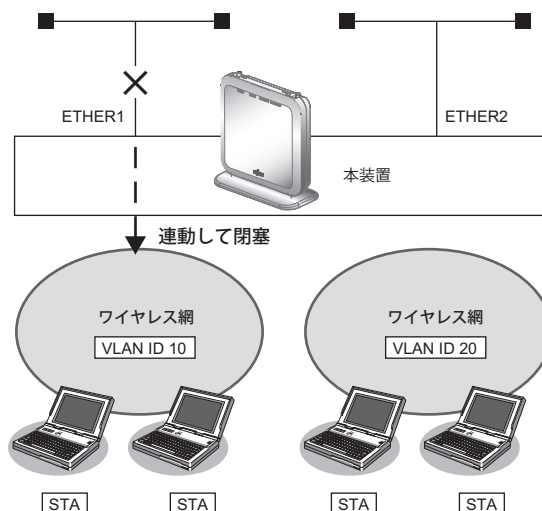 ETHER1
ETHER2
本装置
連動して閉塞
ワイヤレス網
VLAN ID 10
ワイヤレス網
VLAN ID 20
STA
STA
STA
STA